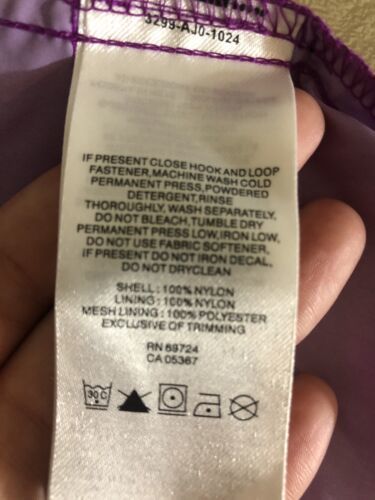 3299-AJ0-1024
IF PRESENT CLOSE HOOK AND LOOP
FASTENER,MACHINE WASH COLD
PERMANENT PRESS,POWDERED
DETERGENT,RINSE
THOROUGHLY, WASH SEPARATELY,
DO NOT BLEACH,TUMBLE DRY
PERMANENT PRESS LOW,IRON LOW,
DO NOT USE FABRIC SOFTENER,
IF PRESENT DO NOT IRON DECAL,
DO NOT DRYCLEAN
SHELL : 100% NYLON
LINING : 100% NYLON
MESH LINING : 100% POLYESTER
EXCLUSIVE OF TRIMMING
RN 69724
CA 05367
30 C